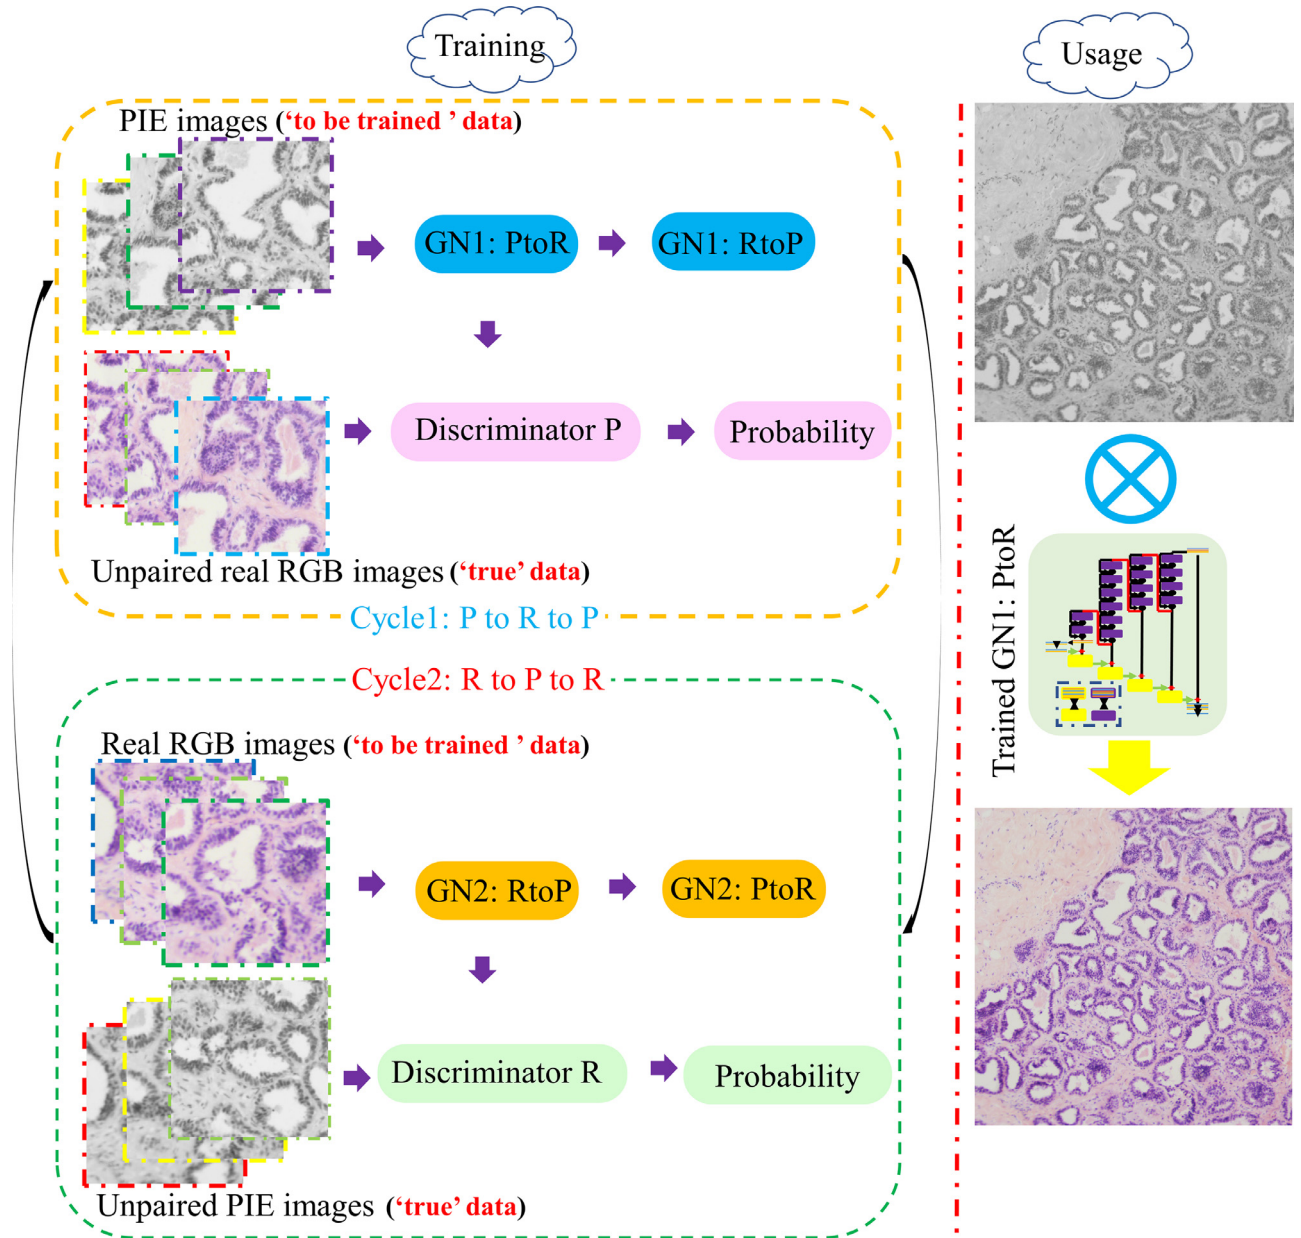 Training
Usage
PIE images (‘to be trained ’ data)
GN1: PtoR
GN1: RtoP
Discriminator P
Probability
Unpaired real RGB images (‘true’ data)
Cycle1: P to R to P
Cycle2: R to P to R
Real RGB images (‘to be trained ’ data)
GN2: RtoP
GN2: PtoR
Discriminator R
Probability
Unpaired PIE images (‘true’ data)
Trained GN1: PtoR